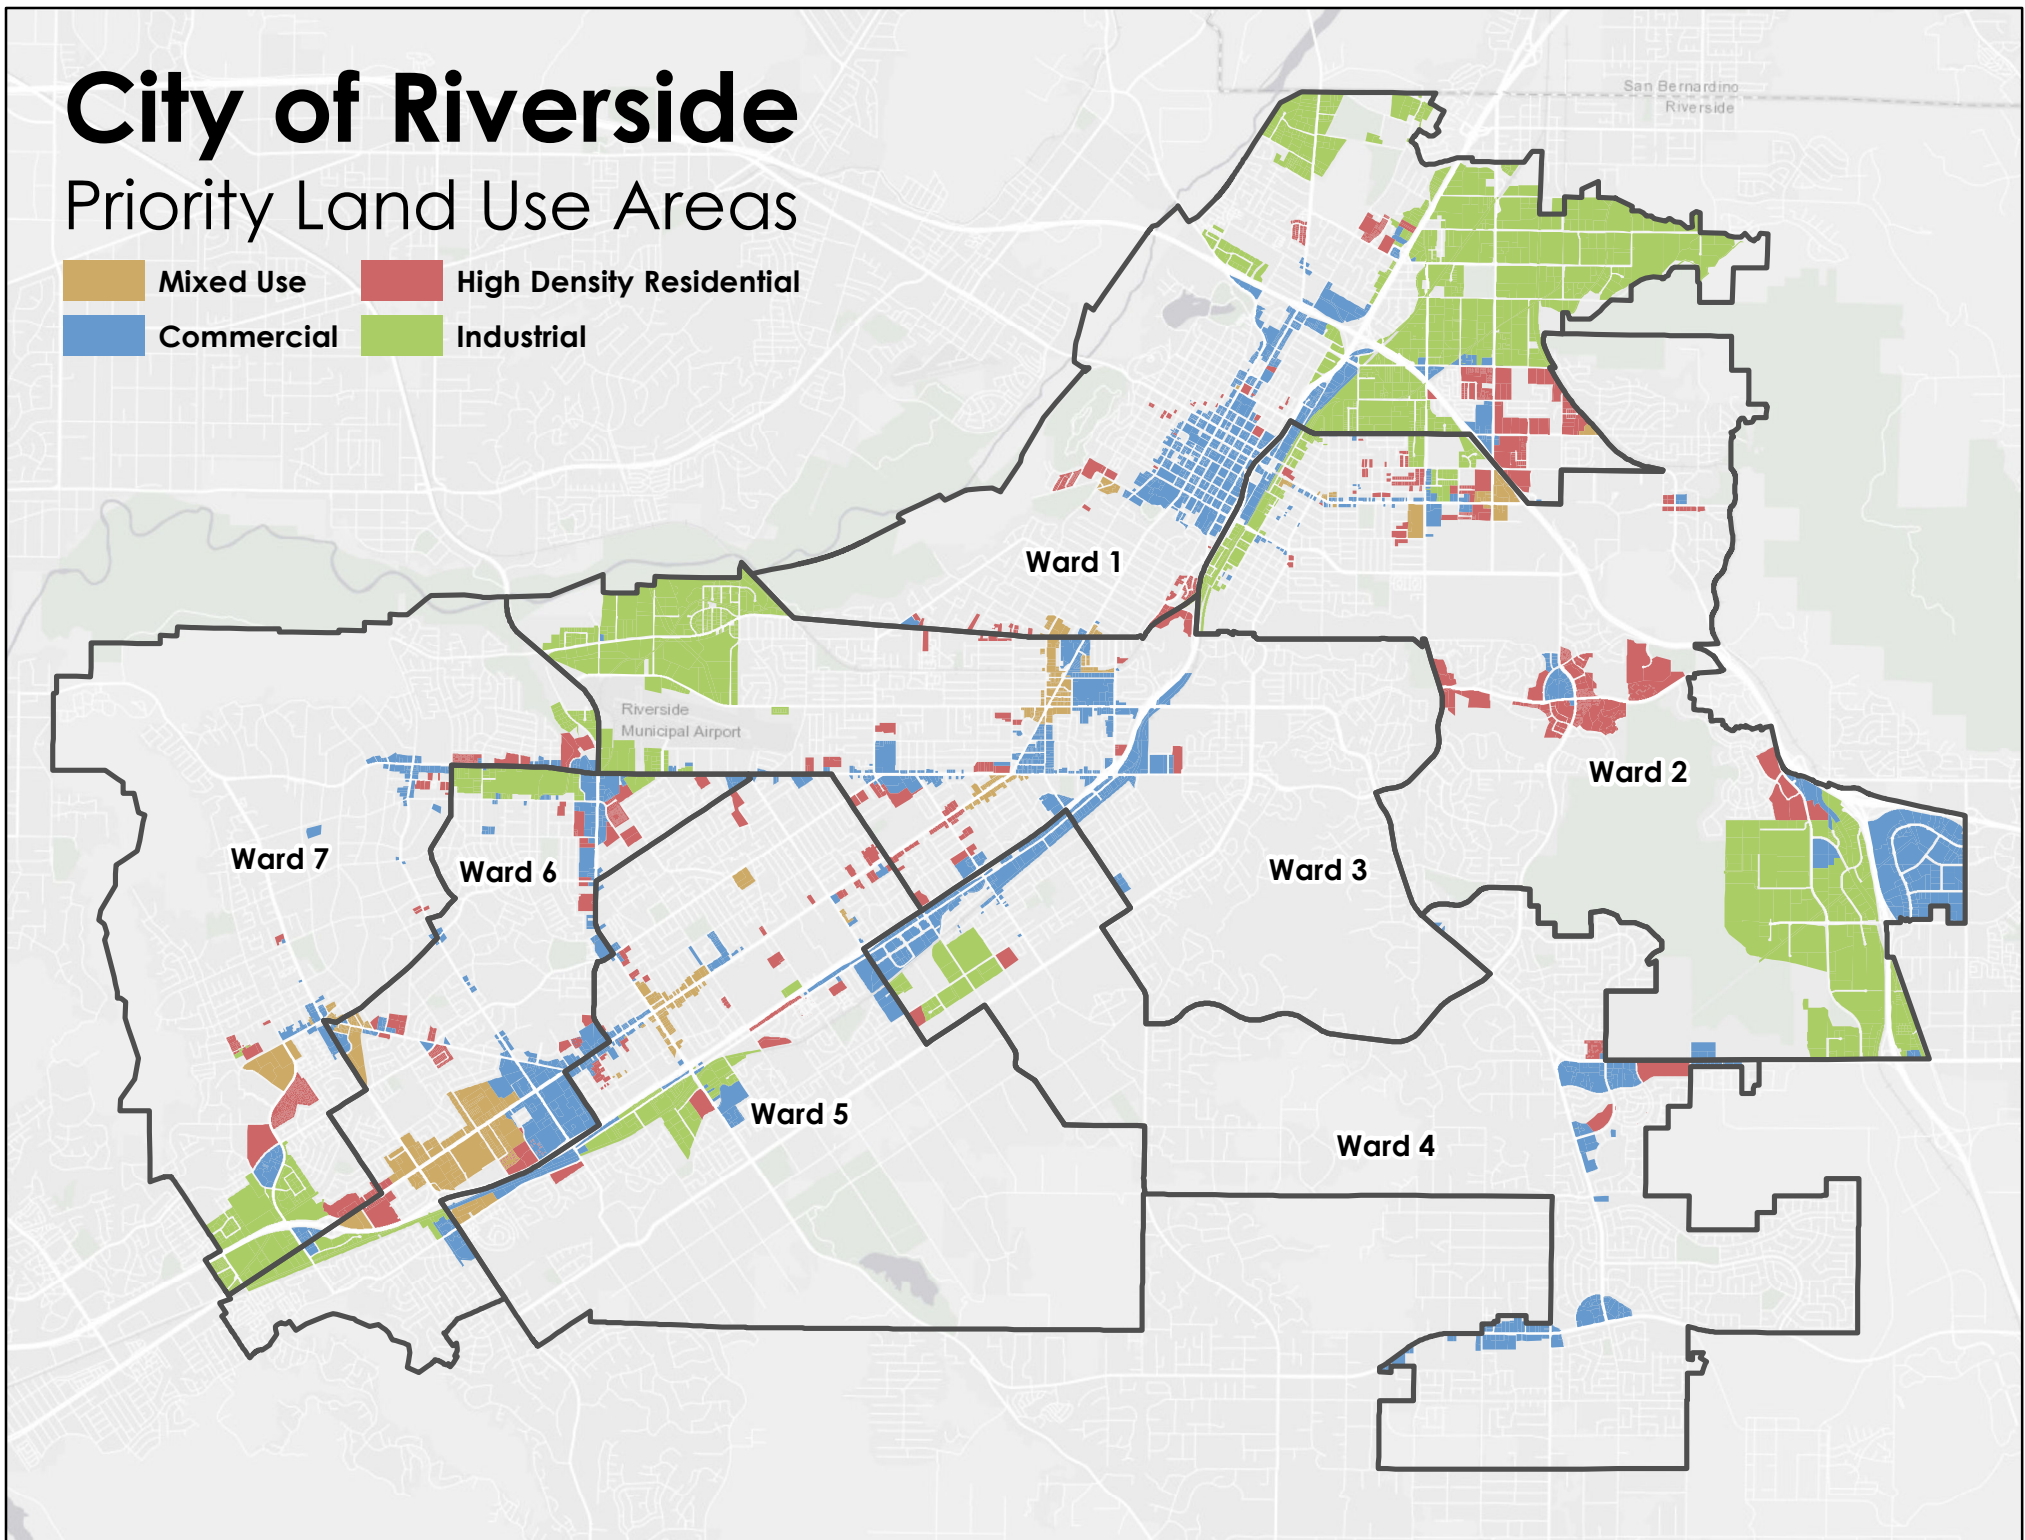 City of Riverside
Priority Land Use Areas
Mixed Use
High Density Residential
Commercial
Industrial
San Bernardino
Riverside
Ward 1
Riverside
Municipal Airport
Ward 2
Ward 7
Ward 6
Ward 3
Ward 5
Ward 4